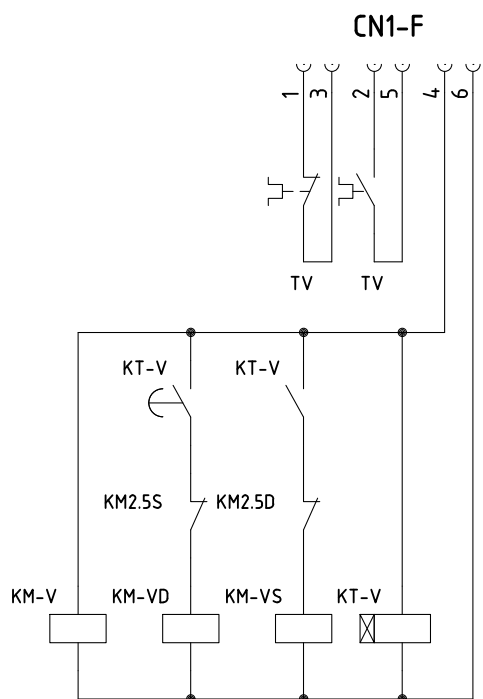 CN1-F
1 3 2 5 4 6
TV TV
KT-V KT-V
KM2.5S KM2.5D
KM-V KM-VD KM-VS KT-V